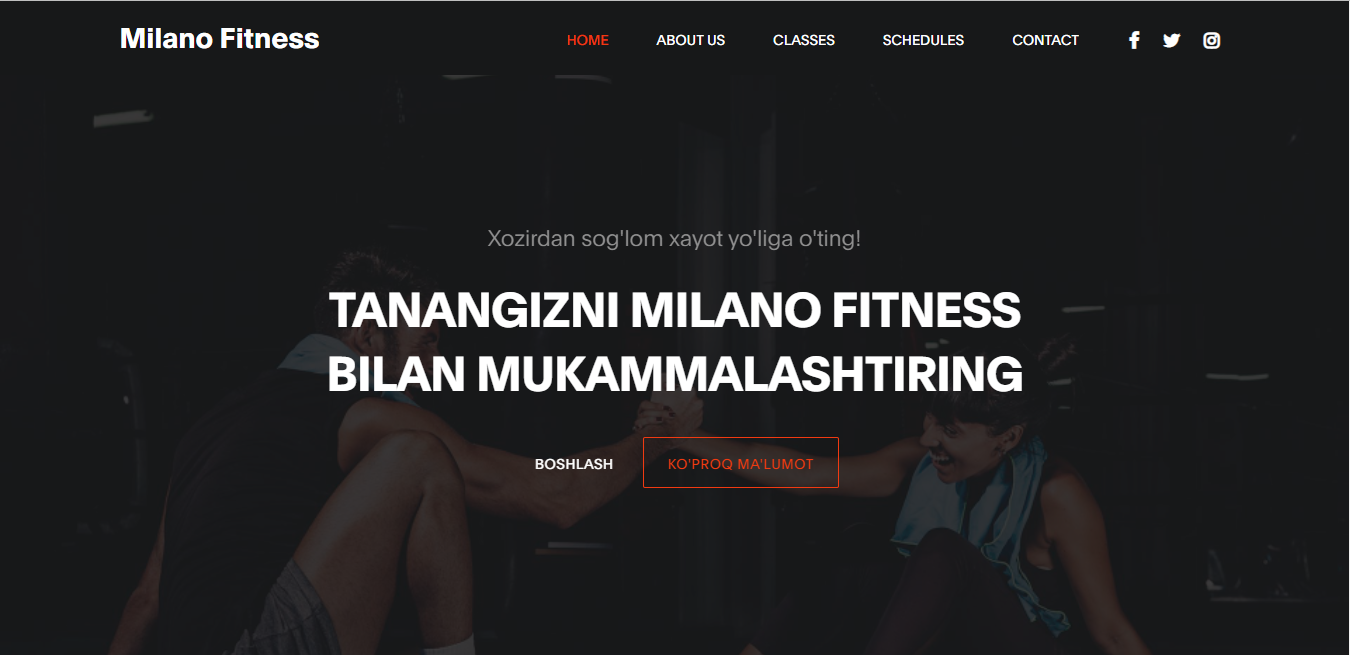 Milano Fitness
HOME ABOUT US CLASSES SCHEDULES CONTACT
Xozirdan sog'lom xayot yo'liga o'ting!
TANANGIZNI MILANO FITNESS
BILAN MUKAMMALASHTIRING
BOSHLASH KO'PROQ MA'LUMOT